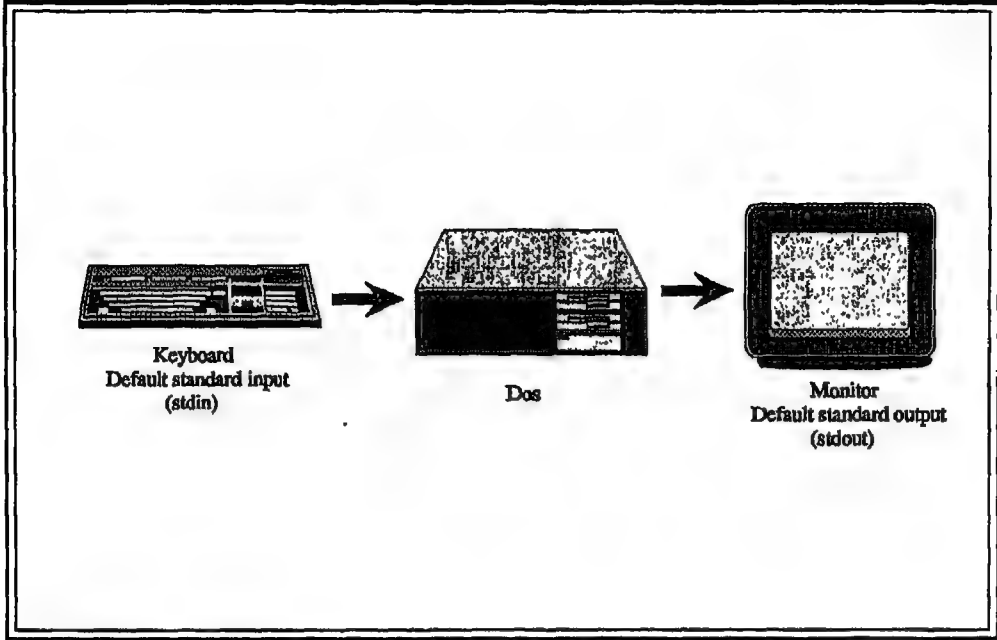 Keyboard
Default standard input
(stdin)
Dos
Monitor
Default standard output
(stdout)